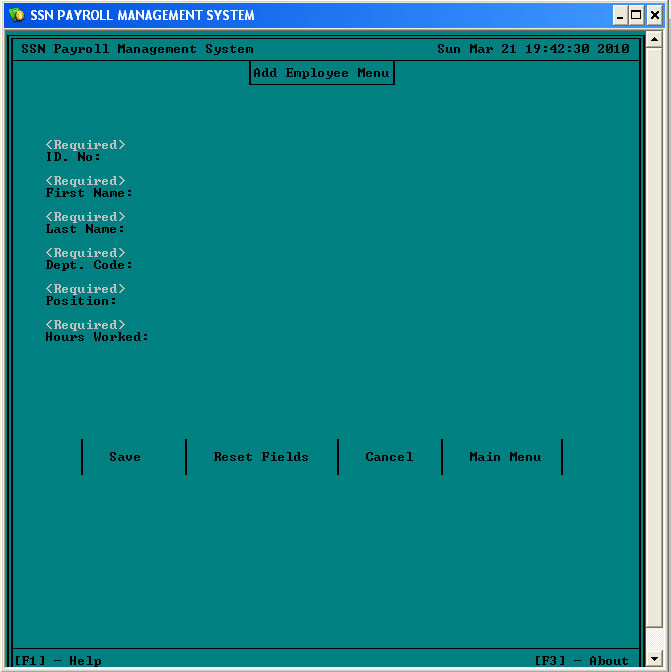 SSN PAYROLL MANAGEMENT SYSTEM
SSN Payroll Management System Sun Mar 21 19:42:30 2010
Add Employee Menu
<Required>
ID. No:
<Required>
First Name:
<Required>
Last Name:
<Required>
Dept. Code:
<Required>
Position:
<Required>
Hours Worked:
Save Reset Fields Cancel Main Menu
[F1] - Help [F3] - About